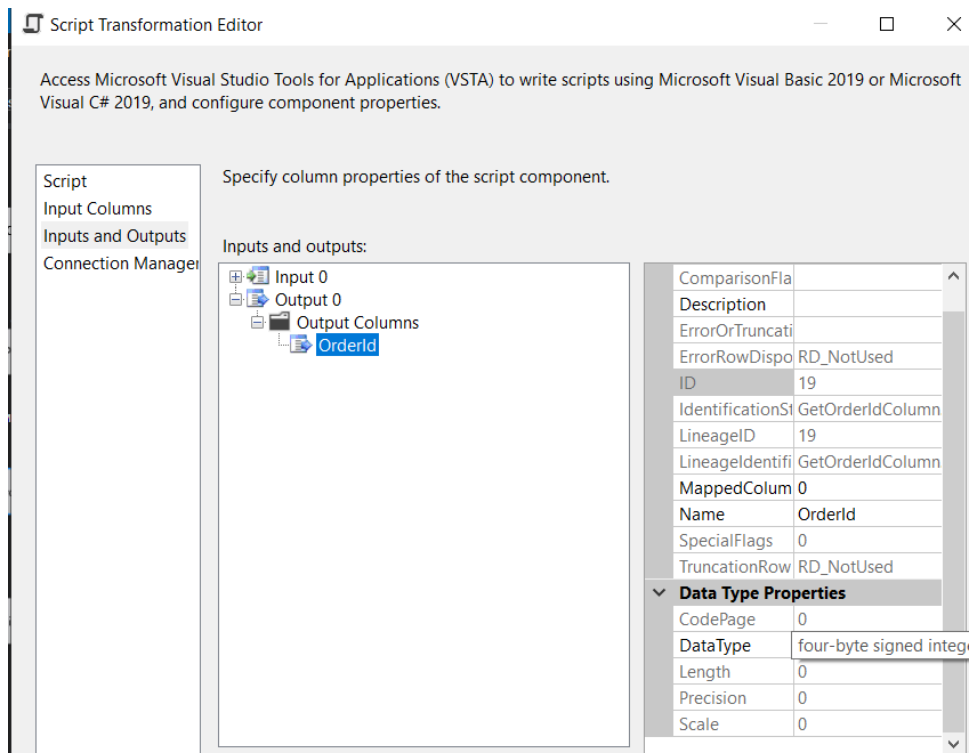 Script Transformation Editor
Access Microsoft Visual Studio Tools for Applications (VSTA) to write scripts using Microsoft Visual Basic 2019 or Microsoft
Visual C# 2019, and configure component properties.
Script
Input Columns
Inputs and Outputs
Connection Manager
Specify column properties of the script component.
Inputs and outputs:
Input 0
Output 0
Output Columns
OrderId
ComparisonFla
Description
ErrorOrTruncati
ErrorRowDispo RD_NotUsed
ID 19
IdentificationSt GetOrderIdColumn
LineageID 19
LineageIdentifi GetOrderIdColumn
MappedColum 0
Name OrderId
SpecialFlags 0
TruncationRow RD_NotUsed
Data Type Properties
CodePage 0
DataType four-byte signed intege
Length 0
Precision 0
Scale 0